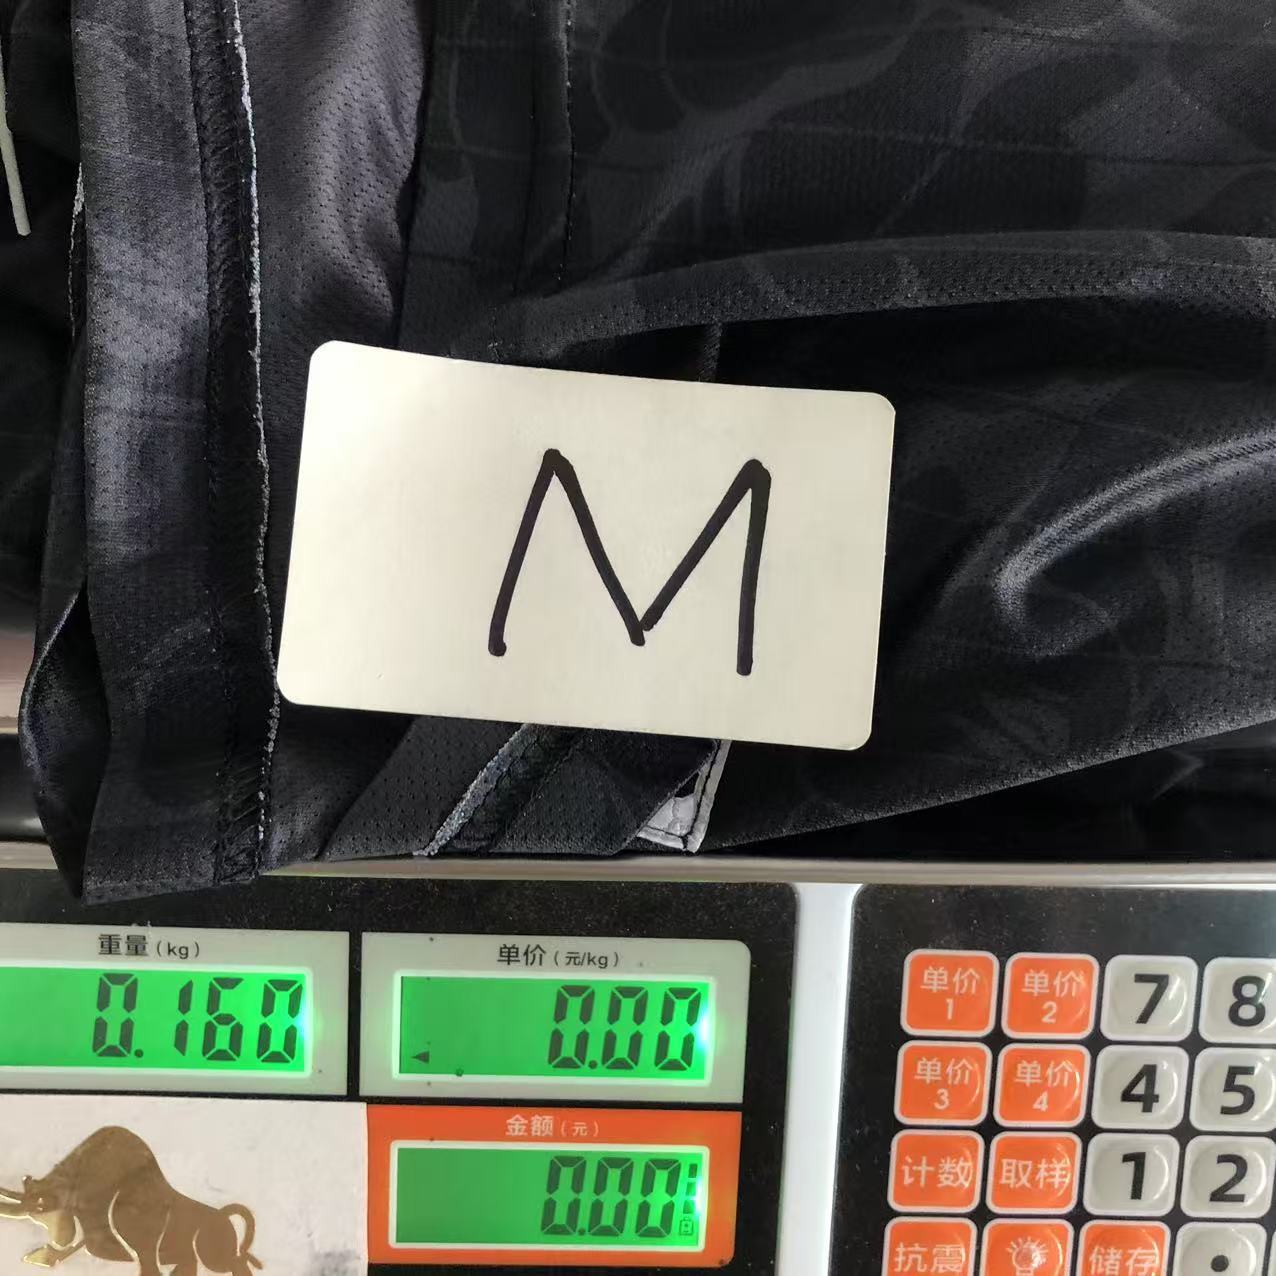 M
重量(kg)
0.160
单价(元/kg)
0.00
金额(元)
0.00
单价1 单价2 7 8
单价3 单价4 4 5
计数 取样 1 2
抗震 储存 .